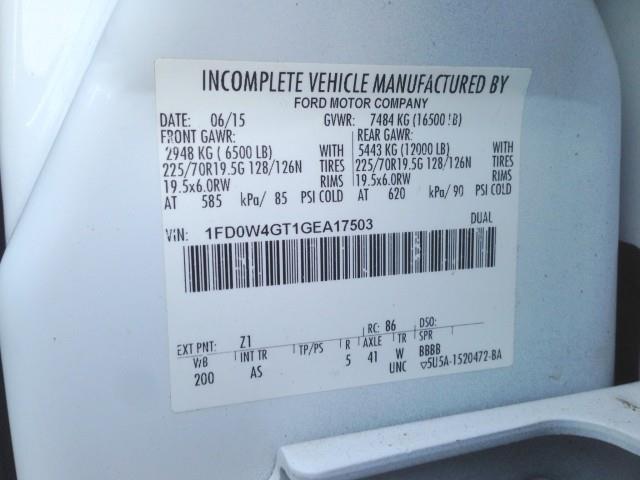 INCOMPLETE VEHICLE MANUFACTURED BY
FORD MOTOR COMPANY
DATE: 06/15 GVWR: 7484 KG (16500 LB)
FRONT GAWR: REAR GAWR:
2948 KG ( 6500 LB) WITH 5443 KG (12000 LB) WITH
225/70R19.5G 128/126N TIRES 225/70R19.5G 128/126N TIRES
19.5x6.0RW RIMS 19.5x6.0RW RIMS
AT 585 kPa/ 85 PSI COLD AT 620 kPa/ 90 PSI COLD
VIN: 1FD0W4GT1GEA17503 DUAL
EXT PNT: Z1 RC: 86 DSO:
WB INT TR TP/PS R AXLE TR SPR
200 AS 5 41 W BBBB
UNC ▽5U5A-1520472-BA